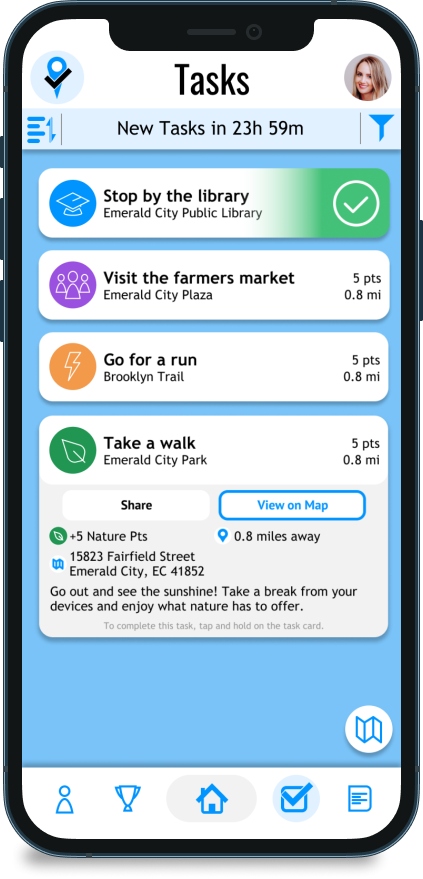 Tasks
New Tasks in 23h 59m
Stop by the library
Emerald City Public Library
Visit the farmers market
5 pts
Emerald City Plaza
0.8 mi
Go for a run
5 pts
Brooklyn Trail
0.8 mi
Take a walk
5 pts
Emerald City Park
0.8 mi
Share
View on Map
+5 Nature Pts
0.8 miles away
15823 Fairfield Street
Emerald City, EC 41852
Go out and see the sunshine! Take a break from your
devices and enjoy what nature has to offer.
To complete this task, tap and hold on the task card.